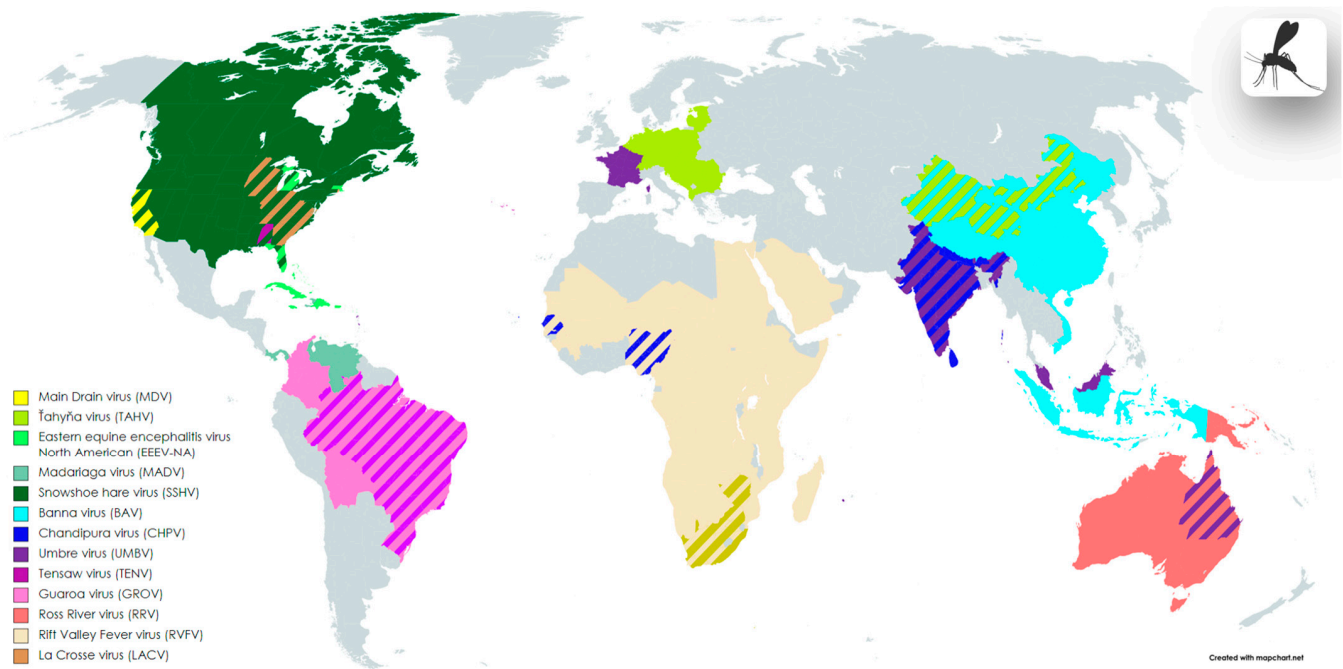 Main Drain virus (MDV)
Ťahyňa virus (TAHV)
Eastern equine encephalitis virus
North American (EEEV-NA)
Madariaga virus (MADV)
Snowshoe hare virus (SSHV)
Banna virus (BAV)
Chandipura virus (CHPV)
Umbre virus (UMBV)
Tensaw virus (TENV)
Guaroa virus (GROV)
Ross River virus (RRV)
Rift Valley Fever virus (RVFV)
La Crosse virus (LACV)
Created with mapchart.net